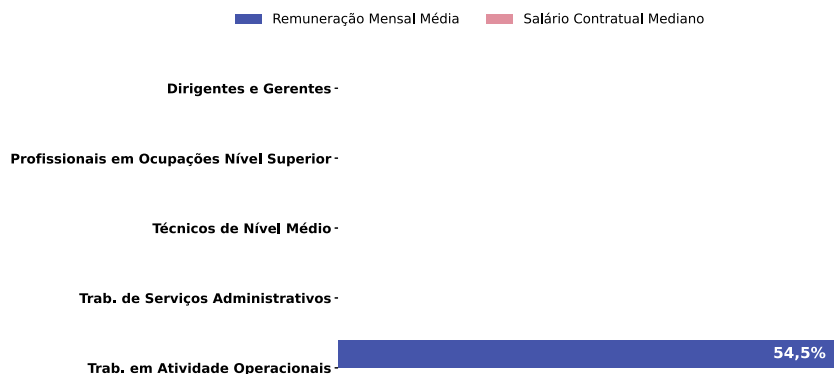 Remuneração Mensal Média Salário Contratual Mediano
Dirigentes e Gerentes
Profissionais em Ocupações Nível Superior
Técnicos de Nível Médio
Trab. de Serviços Administrativos
54,5%
Trab. em Atividade Operacionais